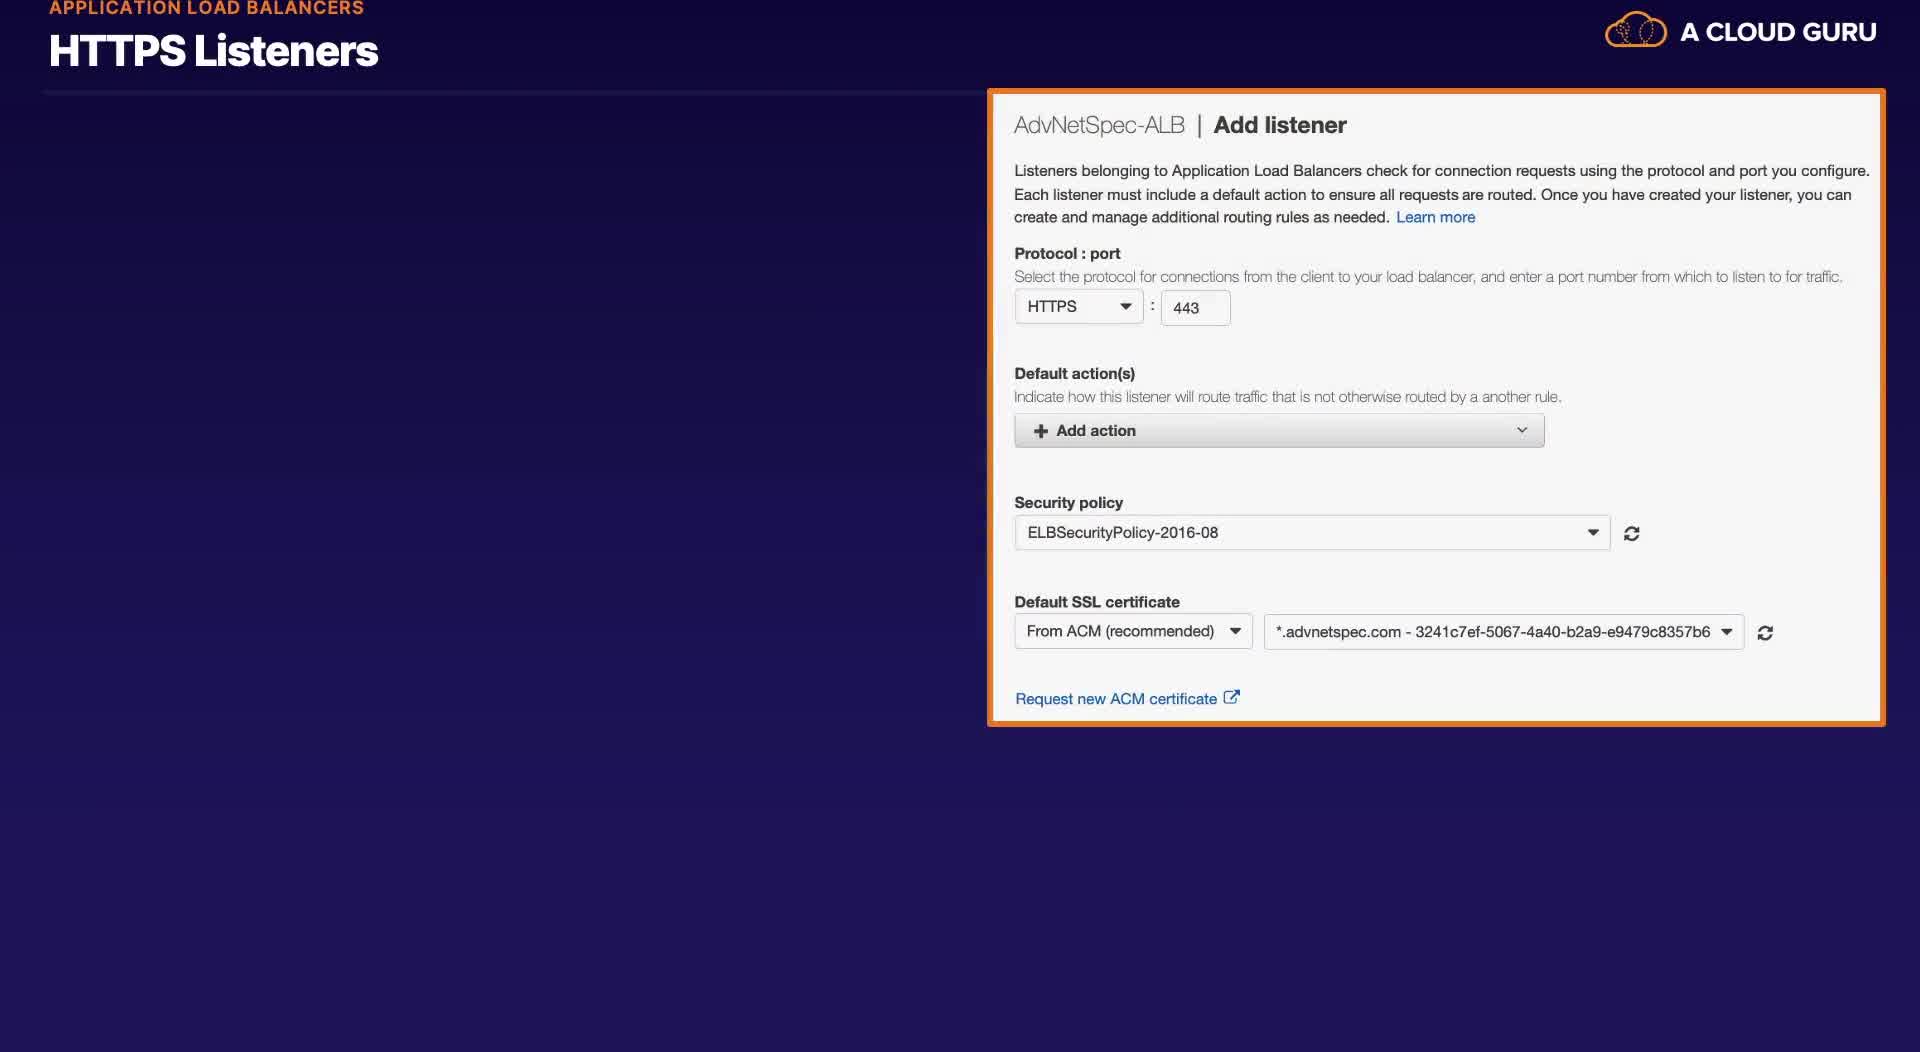 APPLICATION LOAD BALANCERS
HTTPS Listeners
A CLOUD GURU
AdvNetSpec-ALB | Add listener
Listeners belonging to Application Load Balancers check for connection requests using the protocol and port you configure.
Each listener must include a default action to ensure all requests are routed. Once you have created your listener, you can
create and manage additional routing rules as needed. Learn more
Protocol : port
Select the protocol for connections from the client to your load balancer, and enter a port number from which to listen to for traffic.
HTTPS : 443
Default action(s)
Indicate how this listener will route traffic that is not otherwise routed by a another rule.
Add action
Security policy
ELBSecurityPolicy-2016-08
Default SSL certificate
From ACM (recommended) *.advnetspec.com - 3241c7ef-5067-4a40-b2a9-e9479c8357b6
Request new ACM certificate